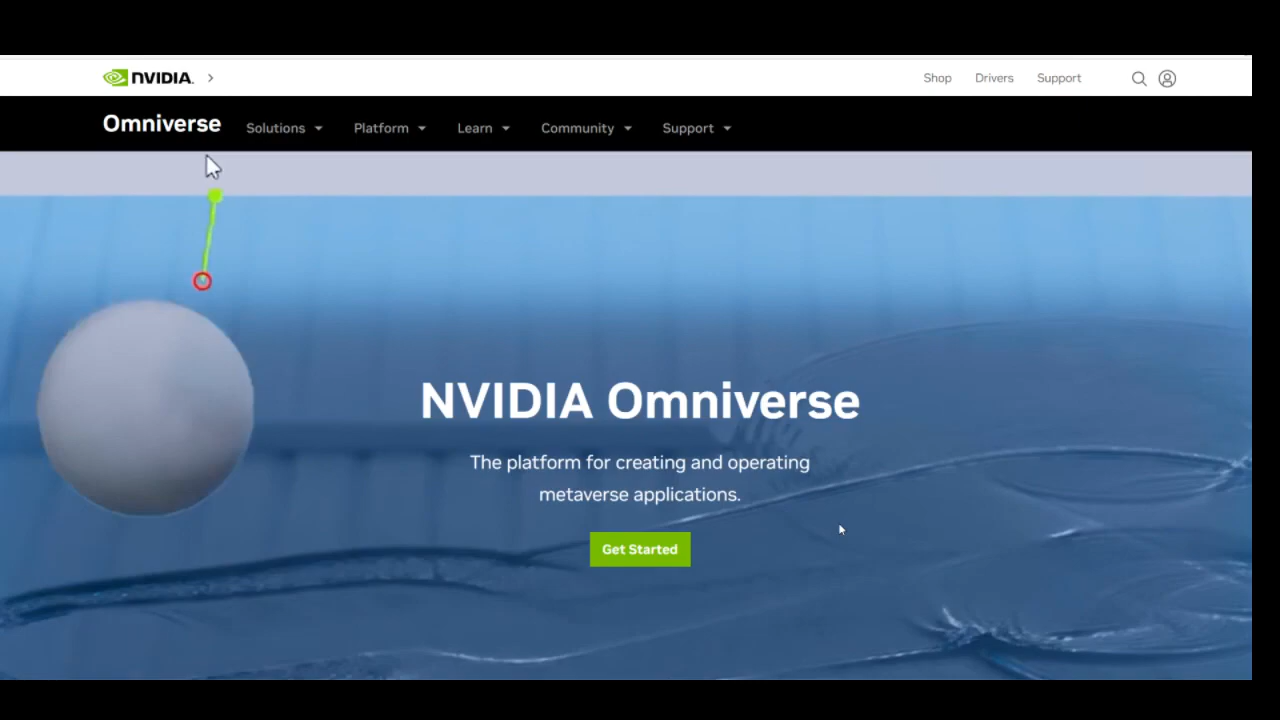 NVIDIA.
Shop
Drivers
Support
Omniverse
Solutions
Platform
Learn
Community
Support
NVIDIA Omniverse
The platform for creating and operating
metaverse applications.
Get Started